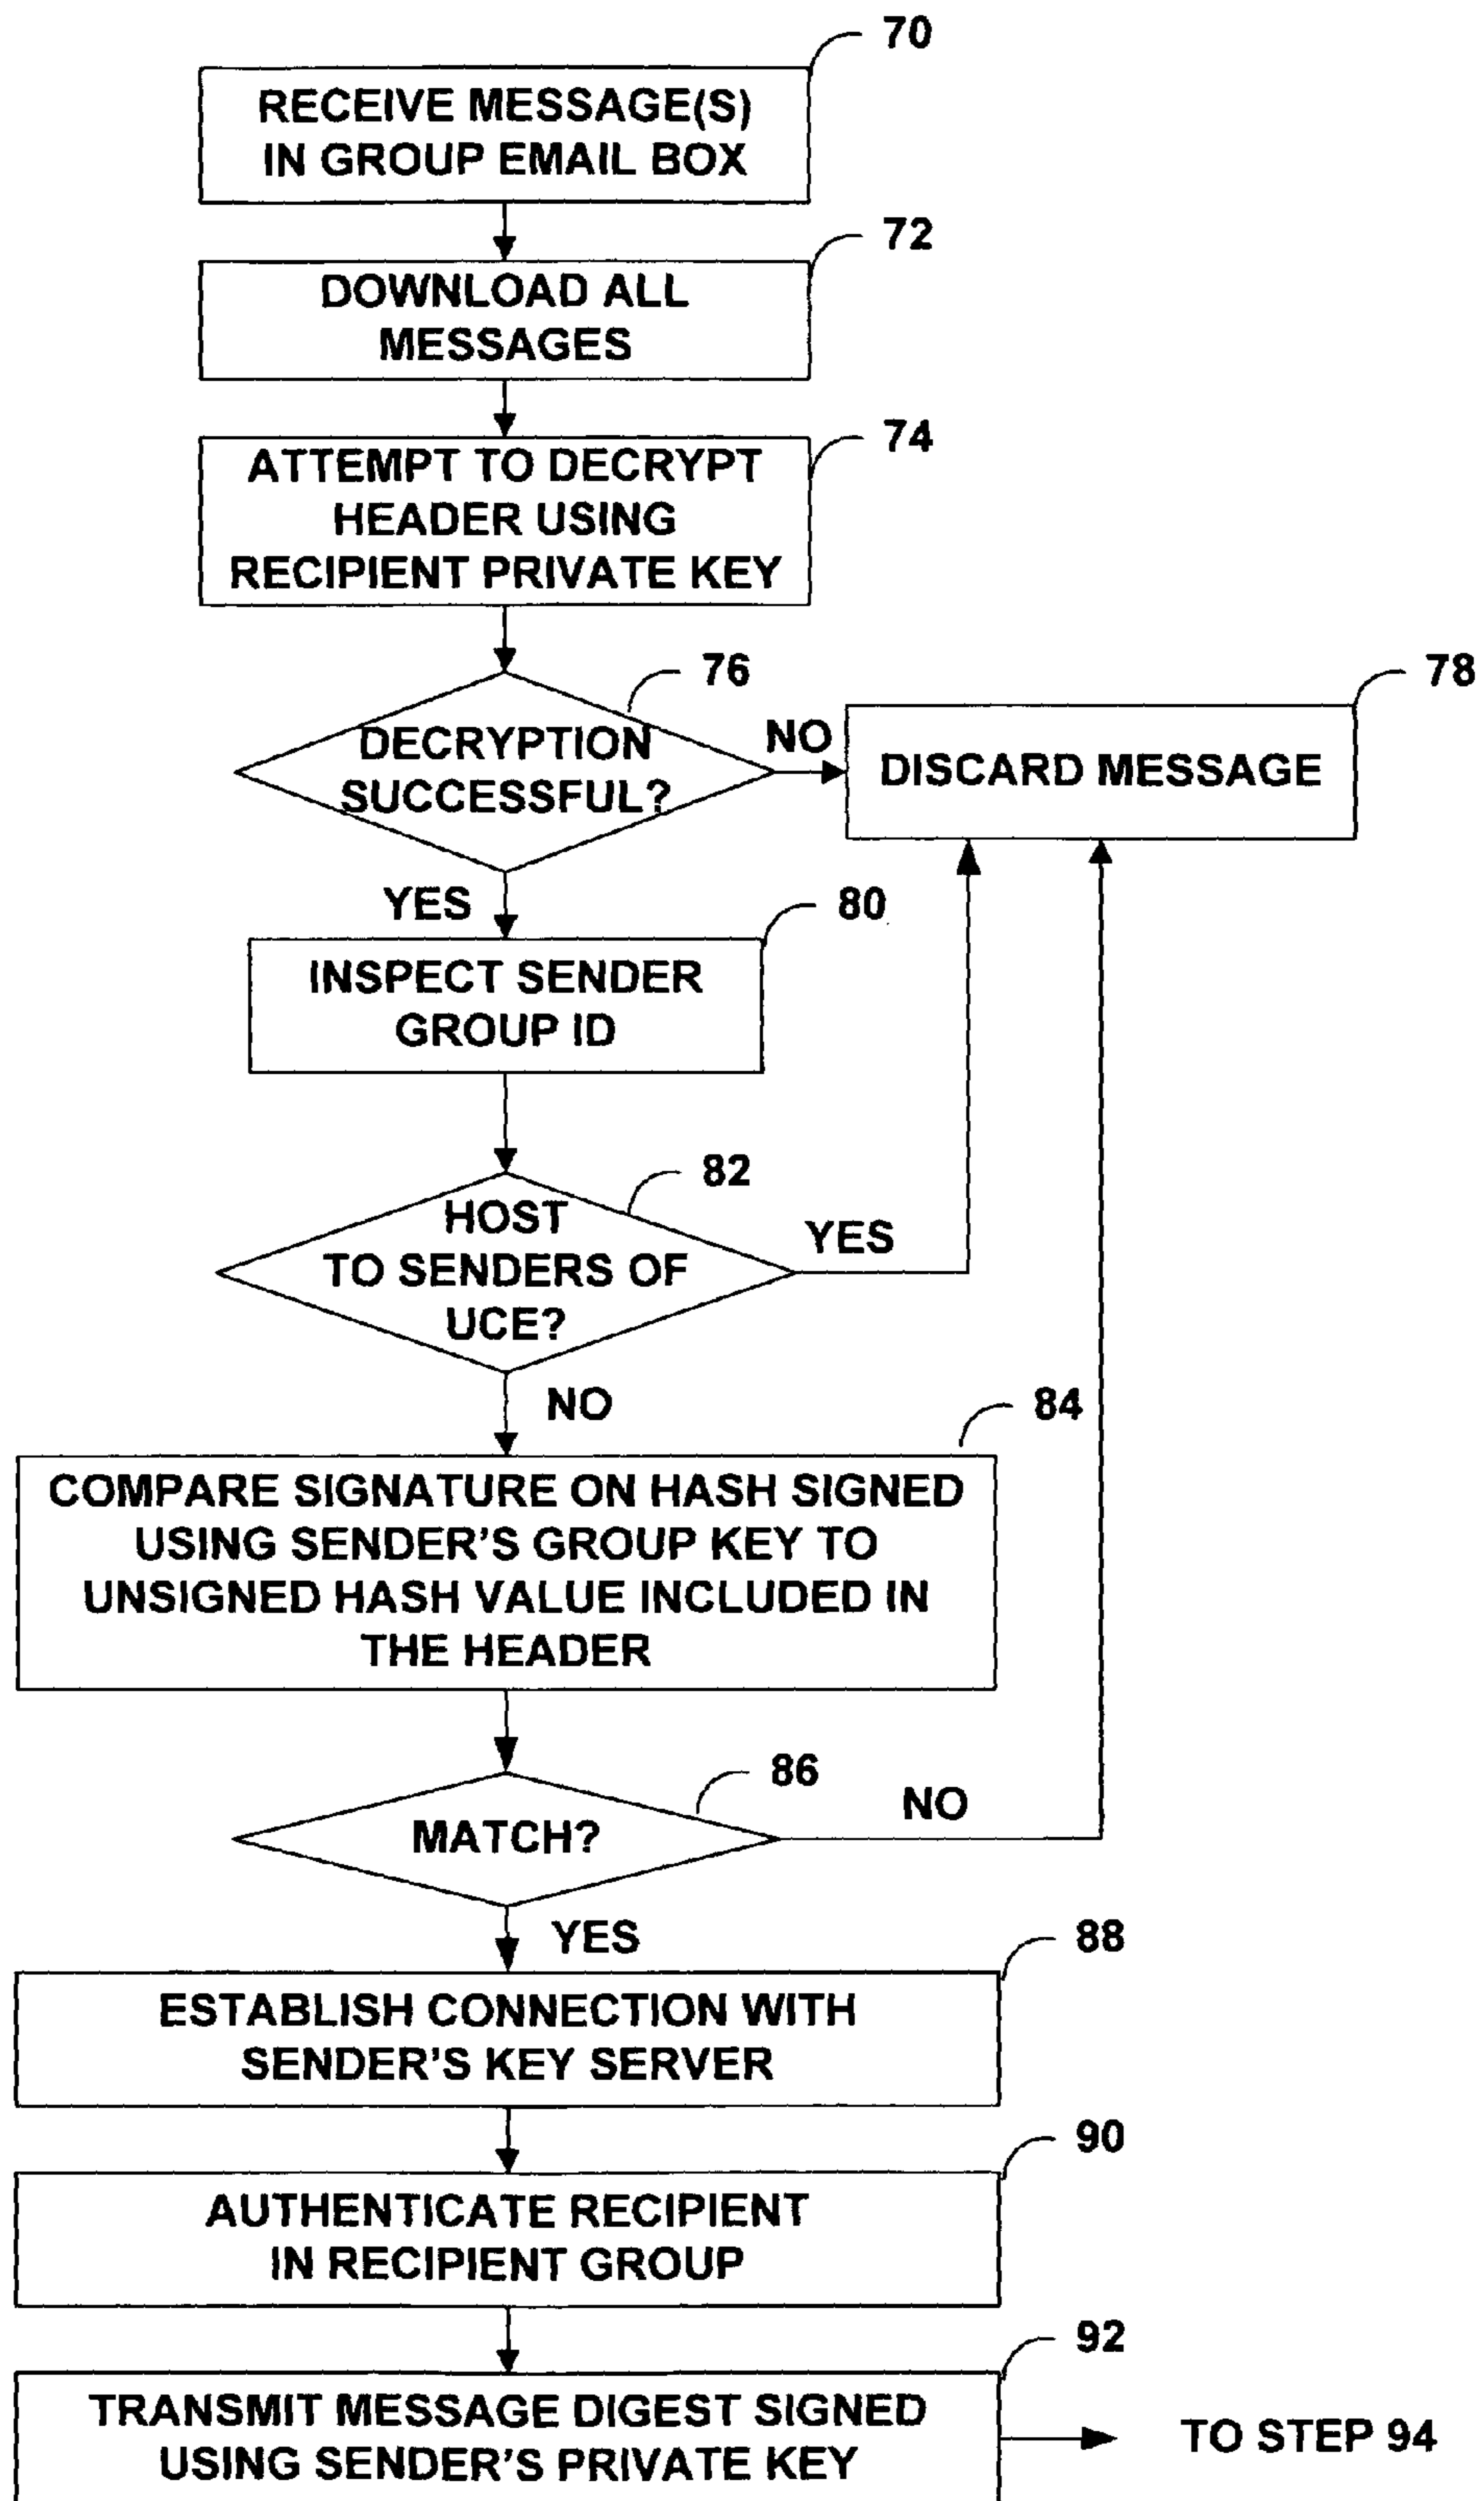 70
RECEIVE MESSAGE(S)
IN GROUP EMAIL BOX
72
DOWNLOAD ALL
MESSAGES
74
ATTEMPT TO DECRYPT
HEADER USING
RECIPIENT PRIVATE KEY
76
DECRYPTION
SUCCESSFUL?
NO
78
DISCARD MESSAGE
YES
80
INSPECT SENDER
GROUP ID
82
HOST
TO SENDERS OF
UCE?
YES
NO
84
COMPARE SIGNATURE ON HASH SIGNED
USING SENDER'S GROUP KEY TO
UNSIGNED HASH VALUE INCLUDED IN
THE HEADER
86
MATCH?
NO
YES
88
ESTABLISH CONNECTION WITH
SENDER'S KEY SERVER
90
AUTHENTICATE RECIPIENT
IN RECIPIENT GROUP
92
TRANSMIT MESSAGE DIGEST SIGNED
USING SENDER'S PRIVATE KEY
TO STEP 94